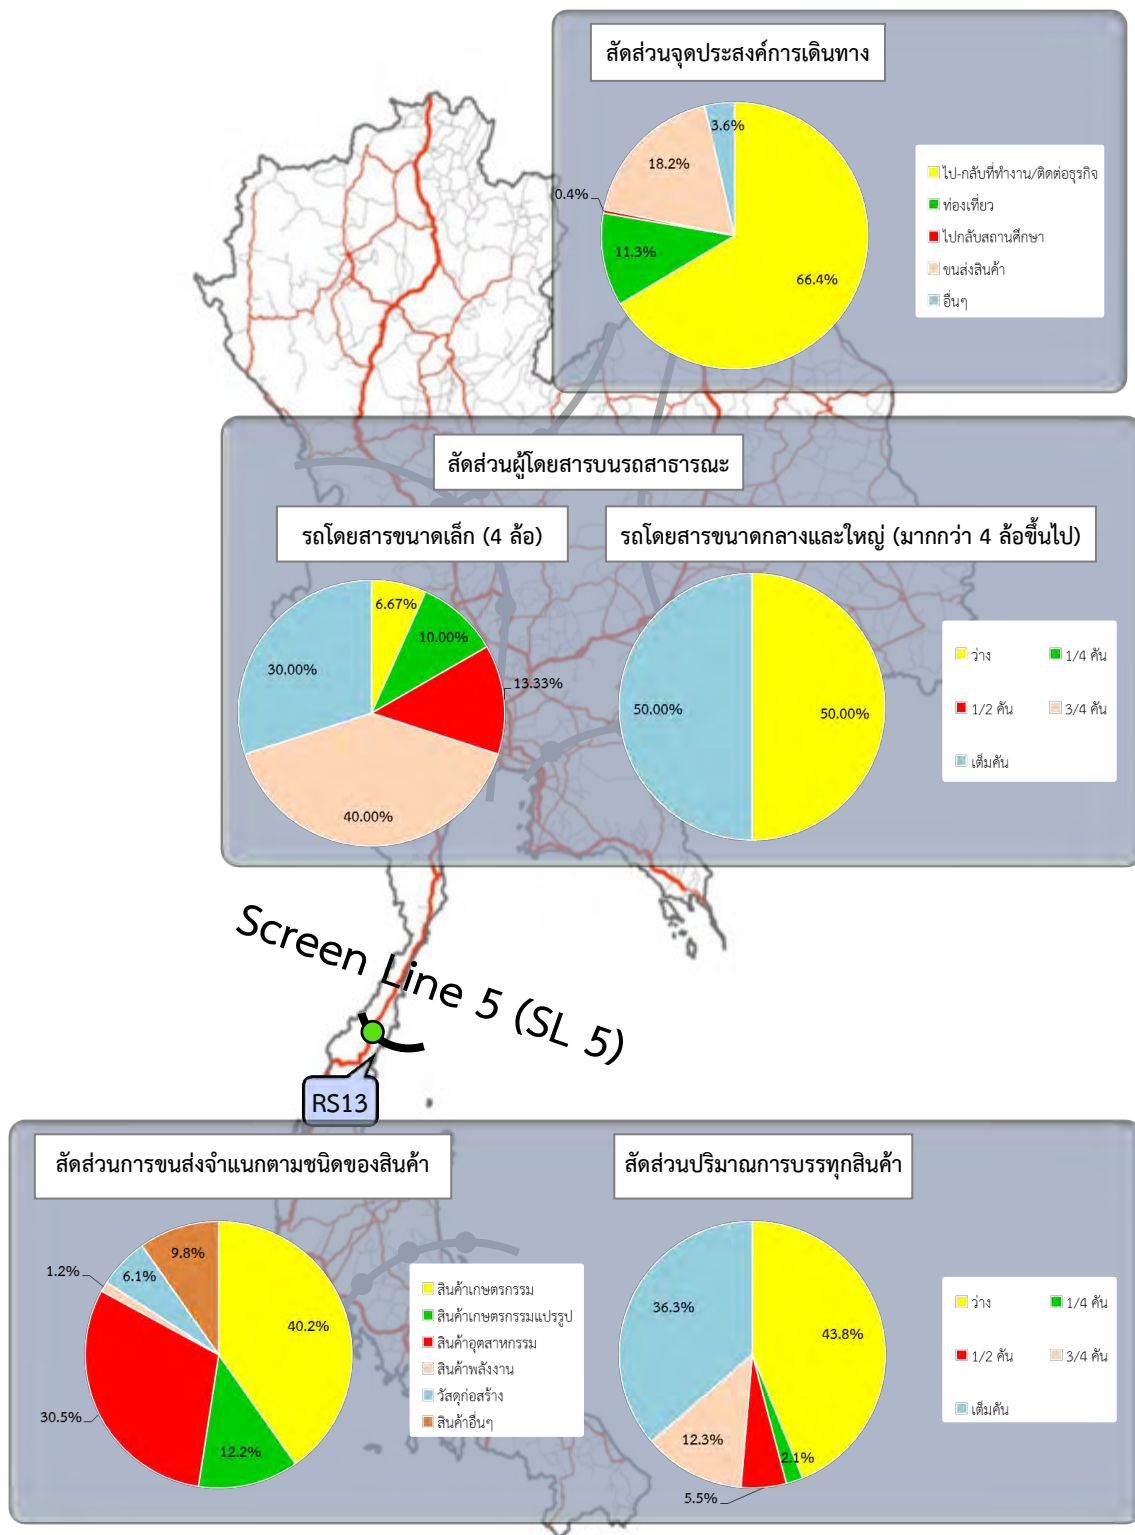 สัดส่วนจุดประสงค์การเดินทาง
3.6%
18.2%
0.4%
11.3%
66.4%
ไป-กลับที่ทำงาน/ติดต่อธุรกิจ
ท่องเที่ยว
ไปกลับสถานศึกษา
ขนส่งสินค้า
อื่นๆ
สัดส่วนผู้โดยสารบนรถสาธารณะ
รถโดยสารขนาดเล็ก (4 ล้อ)
6.67%
10.00%
13.33%
30.00%
40.00%
รถโดยสารขนาดกลางและใหญ่ (มากกว่า 4 ล้อขึ้นไป)
50.00%
50.00%
ว่าง
1/4 คัน
1/2 คัน
3/4 คัน
เต็มคัน
Screen Line 5 (SL 5)
RS13
สัดส่วนการขนส่งจำแนกตามชนิดของสินค้า
9.8%
6.1%
1.2%
40.2%
30.5%
12.2%
สินค้าเกษตรกรรม
สินค้าเกษตรกรรมแปรรูป
สินค้าอุตสาหกรรม
สินค้าพลังงาน
วัสดุก่อสร้าง
สินค้าอื่นๆ
สัดส่วนปริมาณการบรรทุกสินค้า
36.3%
43.8%
12.3%
2.1%
5.5%
ว่าง
1/4 คัน
1/2 คัน
3/4 คัน
เต็มคัน